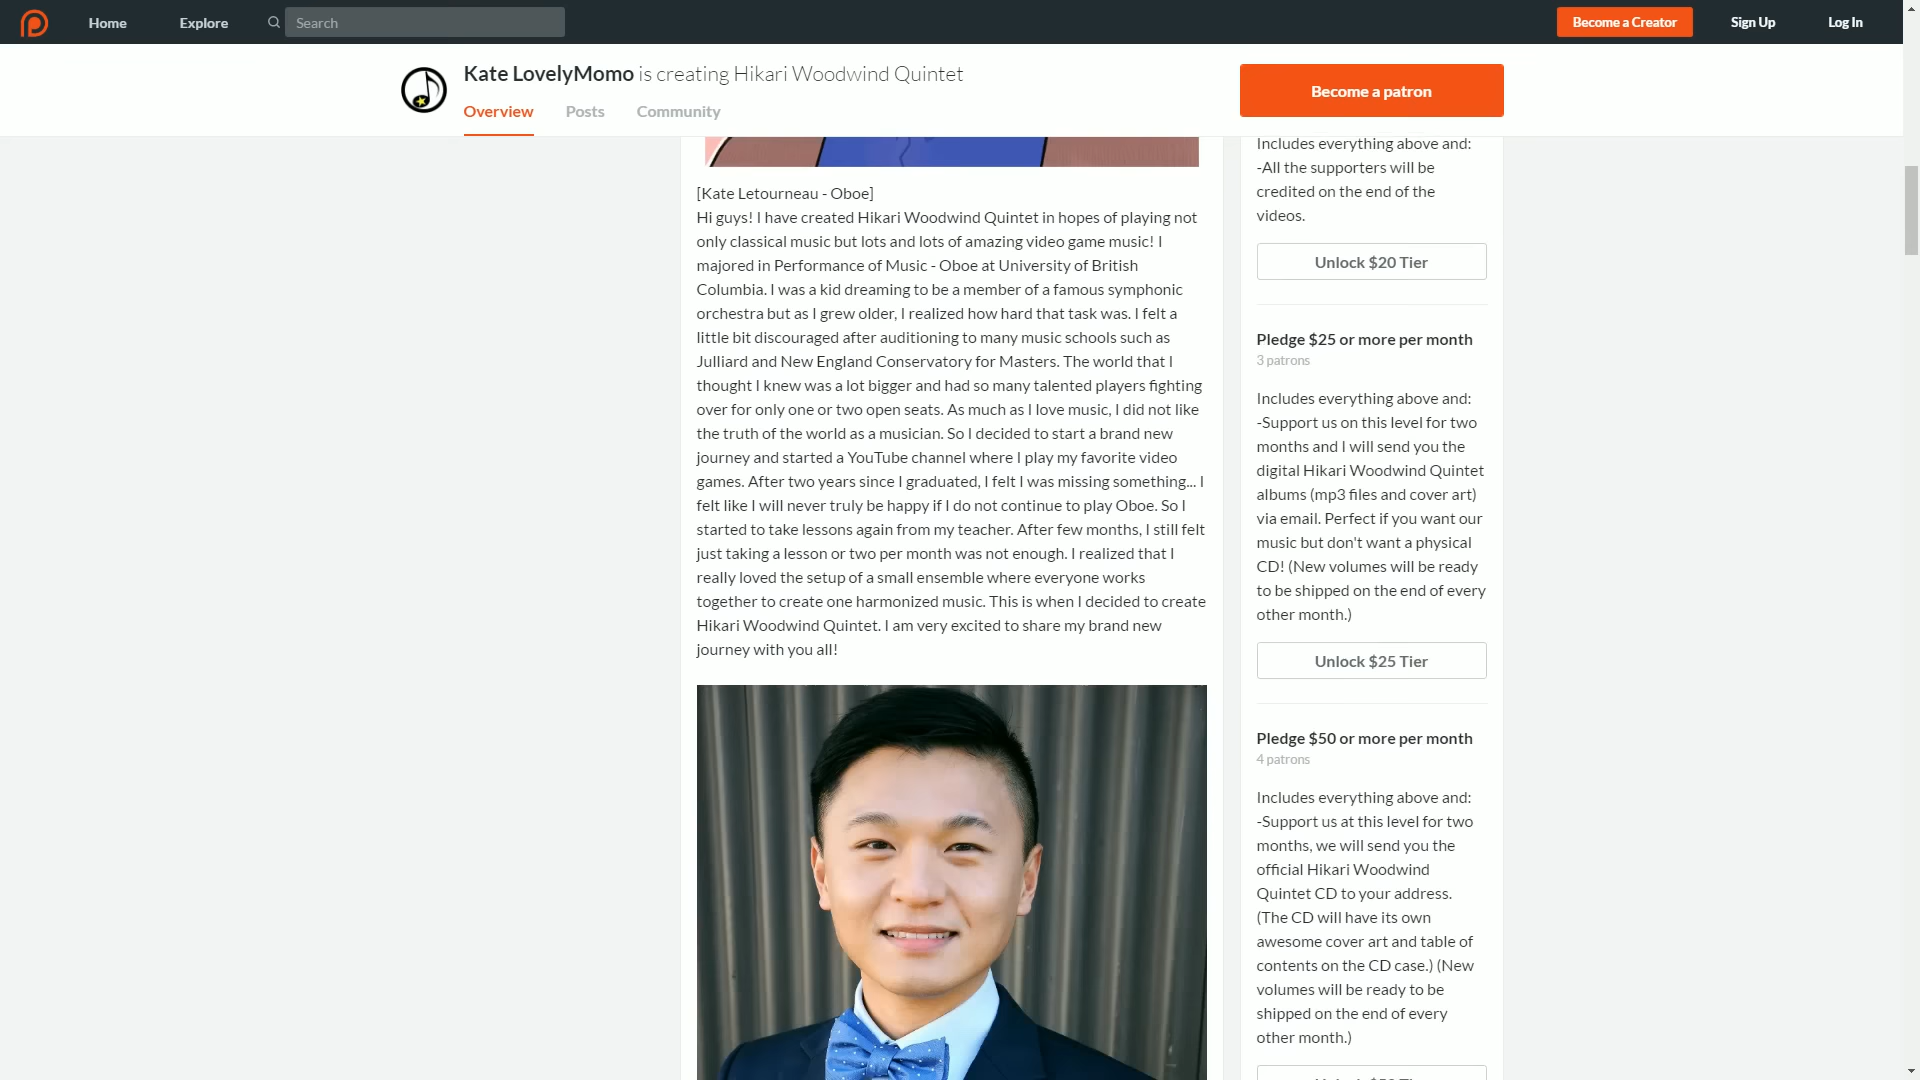 Home
Explore
Search
Become a Creator
Sign Up
Log In
Kate LovelyMomo is creating Hikari Woodwind Quintet
Overview
Posts
Community
Become a patron
[Kate Letourneau - Oboe]
Hi guys! I have created Hikari Woodwind Quintet in hopes of playing not
only classical music but lots and lots of amazing video game music! I
majored in Performance of Music - Oboe at University of British
Columbia. I was a kid dreaming to be a member of a famous symphonic
orchestra but as I grew older, I realized how hard that task was. I felt a
little bit discouraged after auditioning to many music schools such as
Julliard and New England Conservatory for Masters. The world that I
thought I knew was a lot bigger and had so many talented players fighting
over for only one or two open seats. As much as I love music, I did not like
the truth of the world as a musician. So I decided to start a brand new
journey and started a YouTube channel where I play my favorite video
games. After two years since I graduated, I felt I was missing something... I
felt like I will never truly be happy if I do not continue to play Oboe. So I
started to take lessons again from my teacher. After few months, I still felt
just taking a lesson or two per month was not enough. I realized that I
really loved the setup of a small ensemble where everyone works
together to create one harmonized music. This is when I decided to create
Hikari Woodwind Quintet. I am very excited to share my brand new
journey with you all!
Includes everything above and:
-All the supporters will be
credited on the end of the
videos.
Unlock $20 Tier
Pledge $25 or more per month
3 patrons
Includes everything above and:
-Support us on this level for two
months and I will send you the
digital Hikari Woodwind Quintet
albums (mp3 files and cover art)
via email. Perfect if you want our
music but don't want a physical
CD! (New volumes will be ready
to be shipped on the end of every
other month.)
Unlock $25 Tier
Pledge $50 or more per month
4 patrons
Includes everything above and:
-Support us at this level for two
months, we will send you the
official Hikari Woodwind
Quintet CD to your address.
(The CD will have its own
awesome cover art and table of
contents on the CD case.) (New
volumes will be ready to be
shipped on the end of every
other month.)